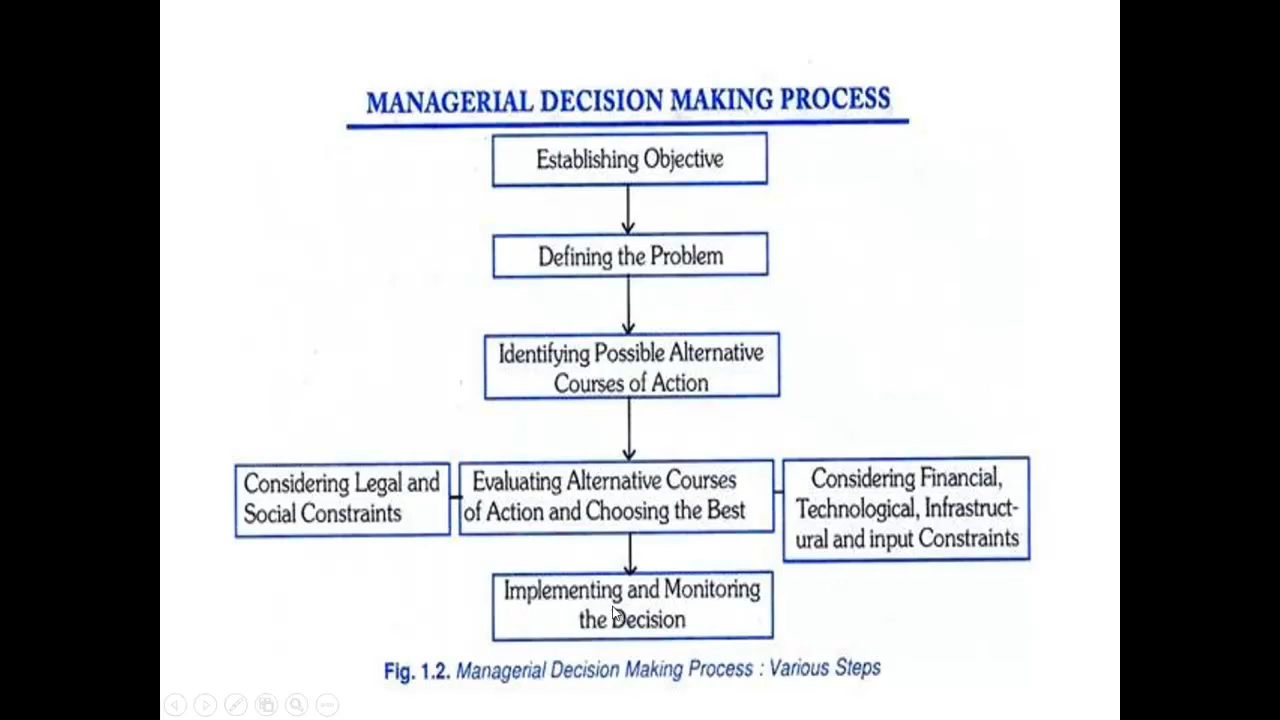 MANAGERIAL DECISION MAKING PROCESS
Establishing Objective
Defining the Problem
Identifying Possible Alternative
Courses of Action
Considering Legal and
Social Constraints
Evaluating Alternative Courses
of Action and Choosing the Best
Considering Financial,
Technological, Infrastruct-
ural and input Constraints
Implementing and Monitoring
the Decision
Fig. 1.2. Managerial Decision Making Process : Various Steps